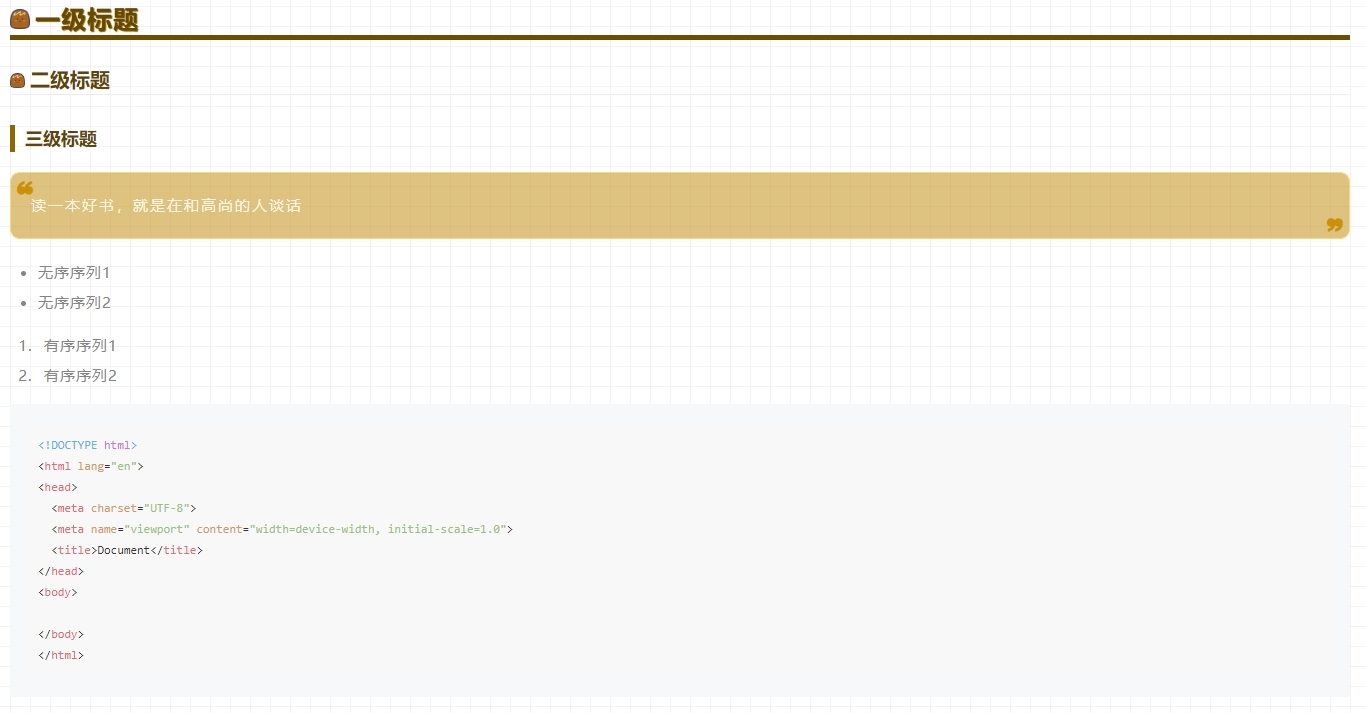 一级标题
二级标题
三级标题
❝
读一本好书，就是在和高尚的人谈话
❞
• 无序序列1
• 无序序列2
1. 有序序列1
2. 有序序列2
<!DOCTYPE html>
<html lang="en">
<head>
  <meta charset="UTF-8">
  <meta name="viewport" content="width=device-width, initial-scale=1.0">
  <title>Document</title>
</head>
<body>

</body>
</html>